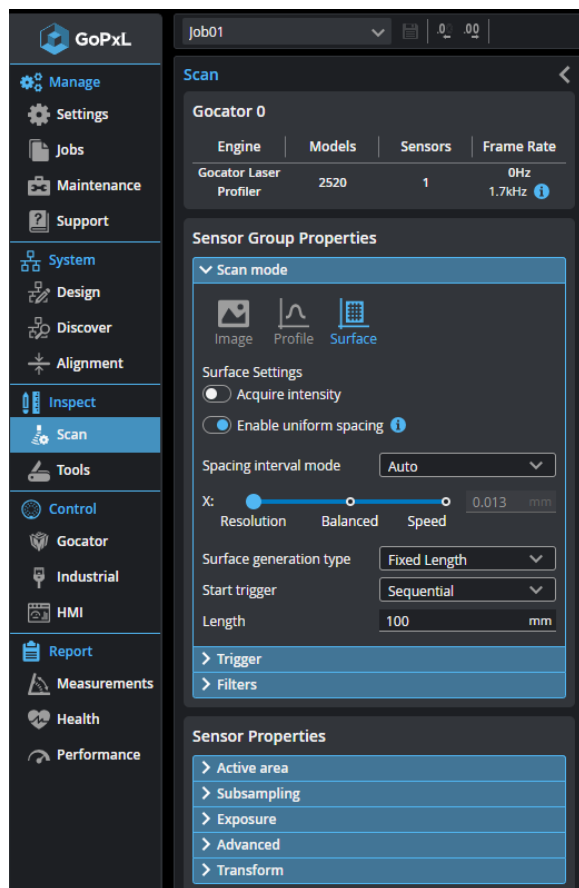 GoPxL
Manage
Settings
Jobs
Maintenance
Support
System
Design
Discover
Alignment
Inspect
Scan
Tools
Control
Gocator
Industrial
HMI
Report
Measurements
Health
Performance
Job01
.0
.00
Scan
Gocator 0
Engine Models Sensors Frame Rate
Gocator Laser Profiler 2520 1 0Hz
1.7kHz
Sensor Group Properties
Scan mode
Image Profile Surface
Surface Settings
Acquire intensity
Enable uniform spacing
Spacing interval mode Auto
X: 0.013 mm
Resolution Balanced Speed
Surface generation type Fixed Length
Start trigger Sequential
Length 100 mm
Trigger
Filters
Sensor Properties
Active area
Subsampling
Exposure
Advanced
Transform